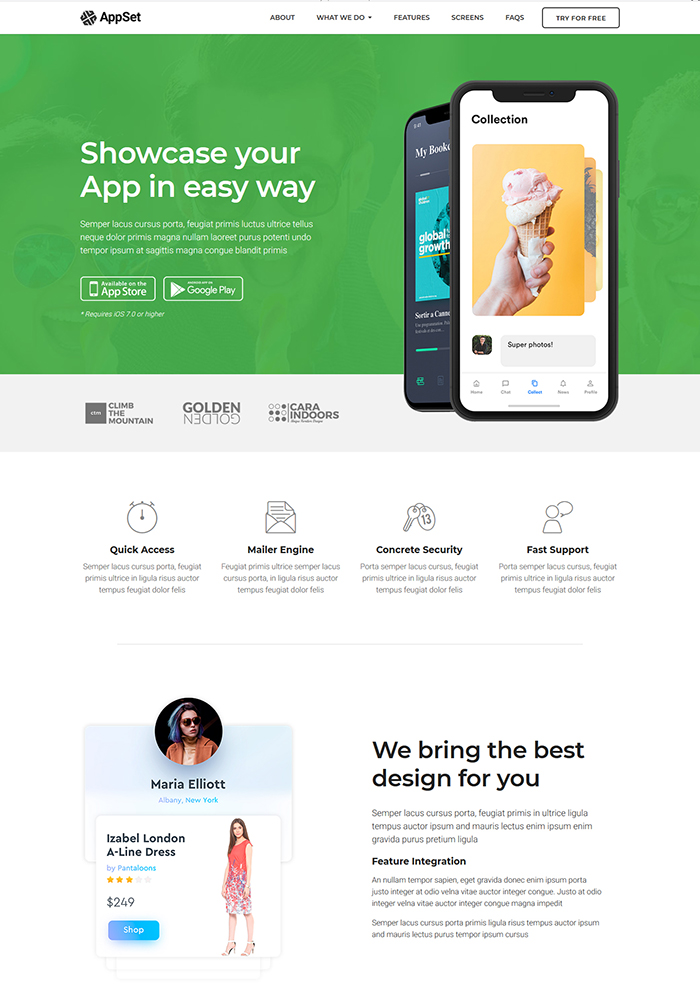 AppSet
ABOUT
WHAT WE DO
FEATURES
SCREENS
FAQS
TRY FOR FREE
Showcase your
App in easy way
Semper lacus cursus porta, feugiat primis luctus ultrice tellus
neque dolor primis magna nullam laoreet purus potenti undo
tempor ipsum at sagittis magna congue blandit primis
Available on the
App Store
ANDROID APP ON
Google Play
* Requires iOS 7.0 or higher
My Book
global
growth
Sortir a Canne
Collection
Super photos!
Home
Chat
Collect
News
Profile
ctm
CLIMB
THE
MOUNTAIN
GOLDEN
GOLDEN
CARA
INDOORS
Quick Access
Semper lacus cursus porta, feugiat
primis ultrice in ligula risus auctor
tempus feugiat dolor felis
Mailer Engine
Feugiat primis ultrice semper lacus
cursus porta, in ligula risus auctor
tempus feugiat dolor felis
13
Concrete Security
Porta semper lacus cursus, feugiat
primis ultrice in ligula risus auctor
tempus feugiat dolor felis
Fast Support
Porta semper lacus cursus, feugiat
primis ultrice in ligula risus auctor
tempus feugiat dolor felis
Maria Elliott
Albany, New York
Izabel London
A-Line Dress
by Pantaloons
$249
Shop
We bring the best
design for you
Semper lacus cursus porta, feugiat primis in ultrice ligula
tempus auctor ipsum and mauris lectus enim ipsum enim
gravida purus pretium ligula
Feature Integration
An nullam tempor sapien, eget gravida donec enim ipsum porta
justo integer at odio velna vitae auctor integer congue. Justo at odio
integer velna vitae auctor integer congue magna impedit
Semper lacus cursus porta primis ligula risus tempus auctor ipsum
and mauris lectus purus tempor ipsum cursus